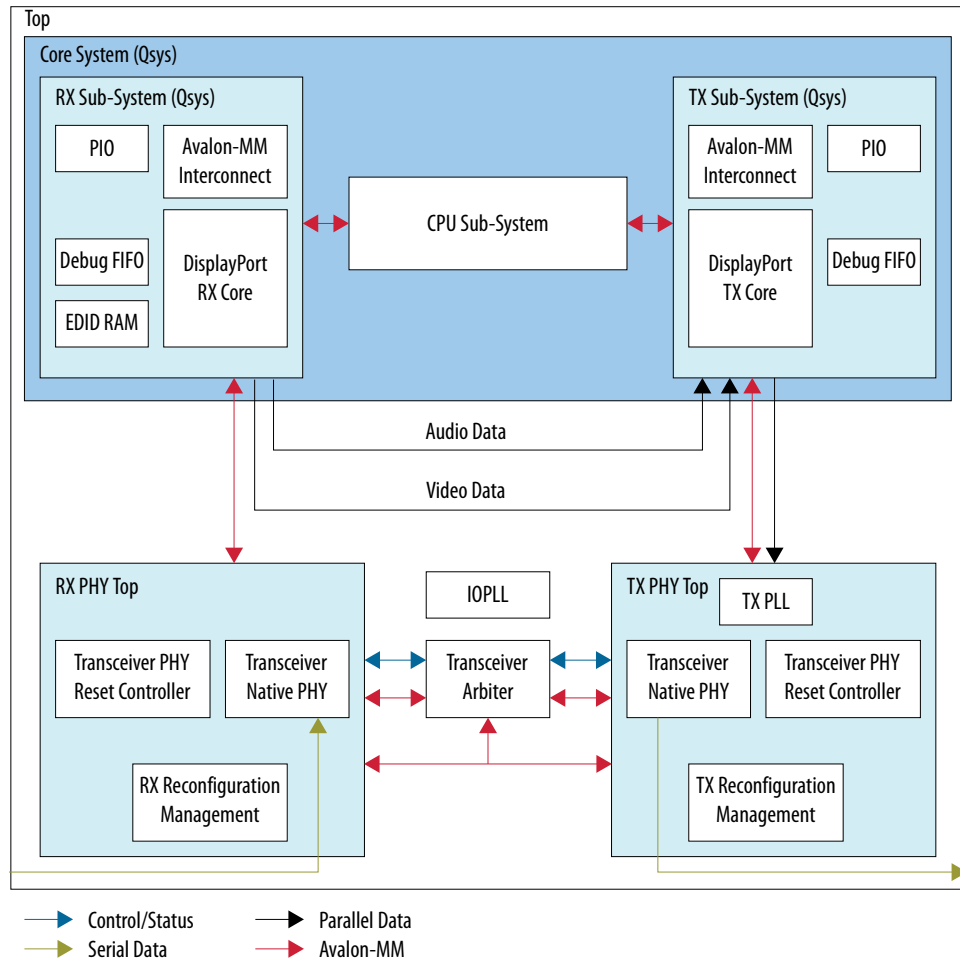 Top
Core System (Qsys)
RX Sub-System (Qsys)
PIO
Avalon-MM
Interconnect
Debug FIFO
DisplayPort
RX Core
EDID RAM
CPU Sub-System
TX Sub-System (Qsys)
Avalon-MM
Interconnect
PIO
DisplayPort
TX Core
Debug FIFO
Audio Data
Video Data
RX PHY Top
Transceiver PHY
Reset Controller
Transceiver
Native PHY
RX Reconfiguration
Management
IOPLL
Transceiver
Arbiter
TX PHY Top
TX PLL
Transceiver
Native PHY
Transceiver PHY
Reset Controller
TX Reconfiguration
Management
Control/Status
Parallel Data
Serial Data
Avalon-MM